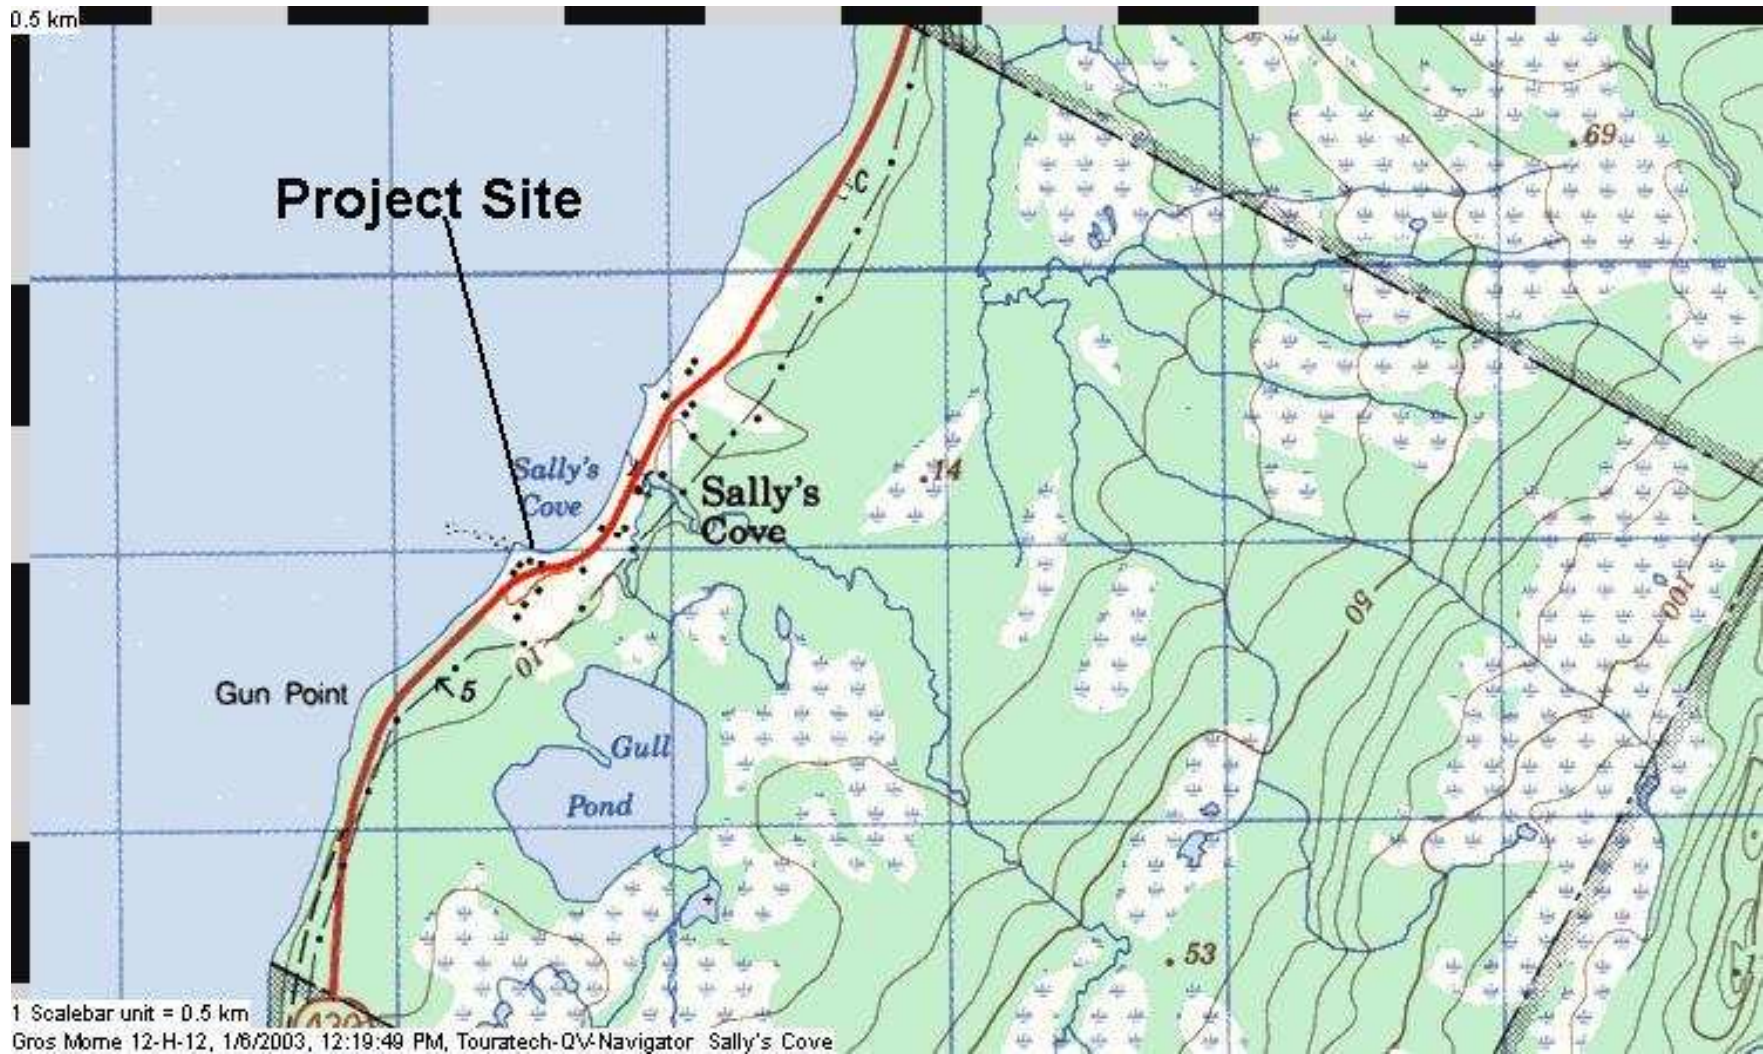 0.5 km
69
C
Project Site
Sally's
Cove
14
Sally's
Cove
50
100
10
5
Gun Point
Gull
Pond
53
430
1 Scalebar unit = 0.5 km
Gros Morne 12-H-12, 1/6/2003, 12:19:49 PM, Touratech-QV-Navigator Sally's Cove